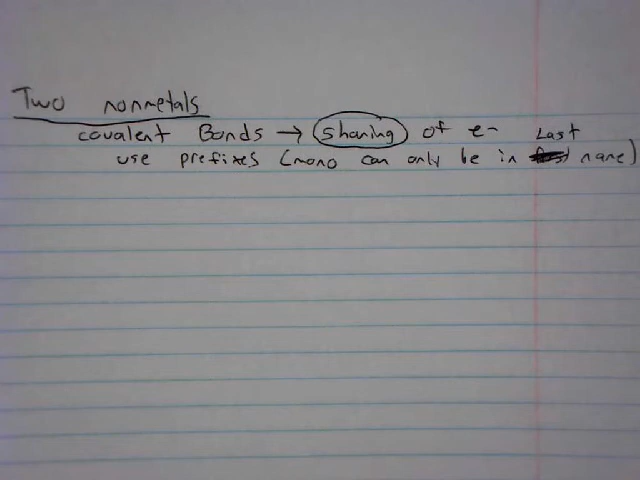 Two nonmetals
covalent Bonds → sharing of e- Last
use prefixes (mono can only be in name)